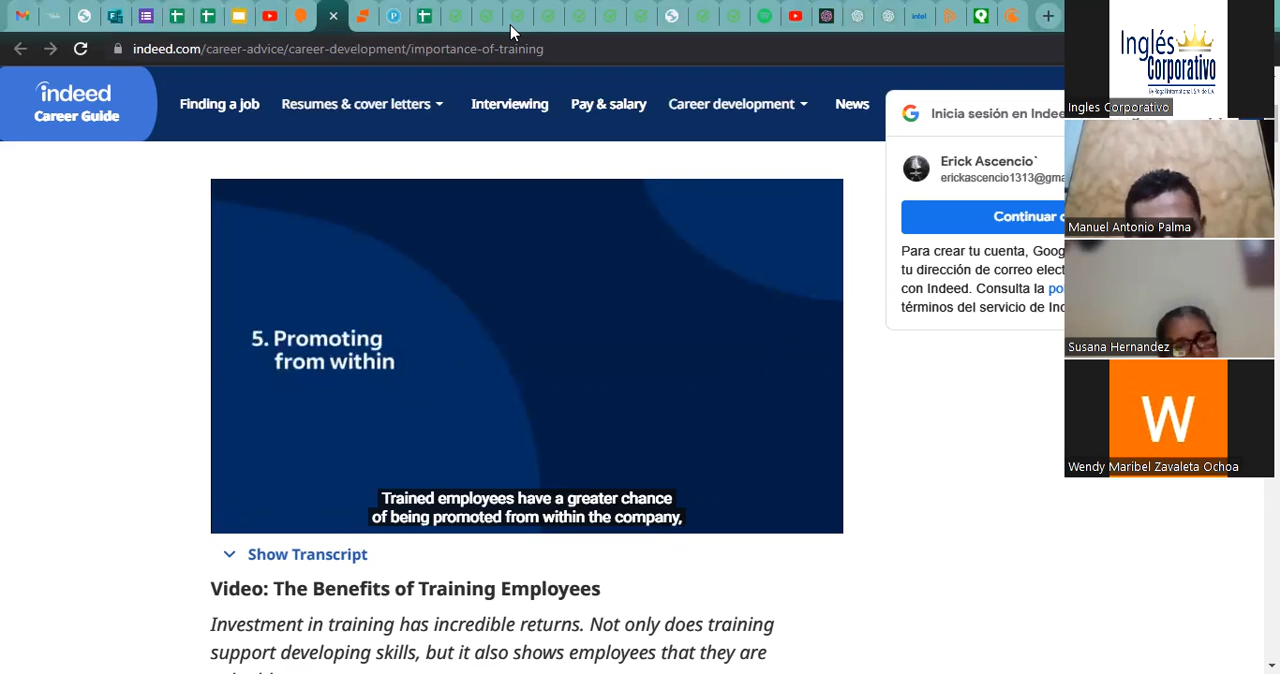 indeed.com/career-advice/career-development/importance-of-training
indeed
Career Guide
Finding a job
Resumes & cover letters
Interviewing
Pay & salary
Career development
News
Inicia sesión en Indee
Erick Ascencio`
erickascencio1313@gma
Continuar
Para crear tu cuenta, Goog
tu dirección de correo elect
con Indeed. Consulta la
términos del servicio de
5. Promoting
from within
Trained employees have a greater chance
of being promoted from within the company,
Show Transcript
Video: The Benefits of Training Employees
Investment in training has incredible returns. Not only does training
support developing skills, but it also shows employees that they are
Inglés
Corporativo
Ingles Corporativo
Manuel Antonio Palma
Susana Hernandez
W
Wendy Maribel Zavaleta Ochoa
intel